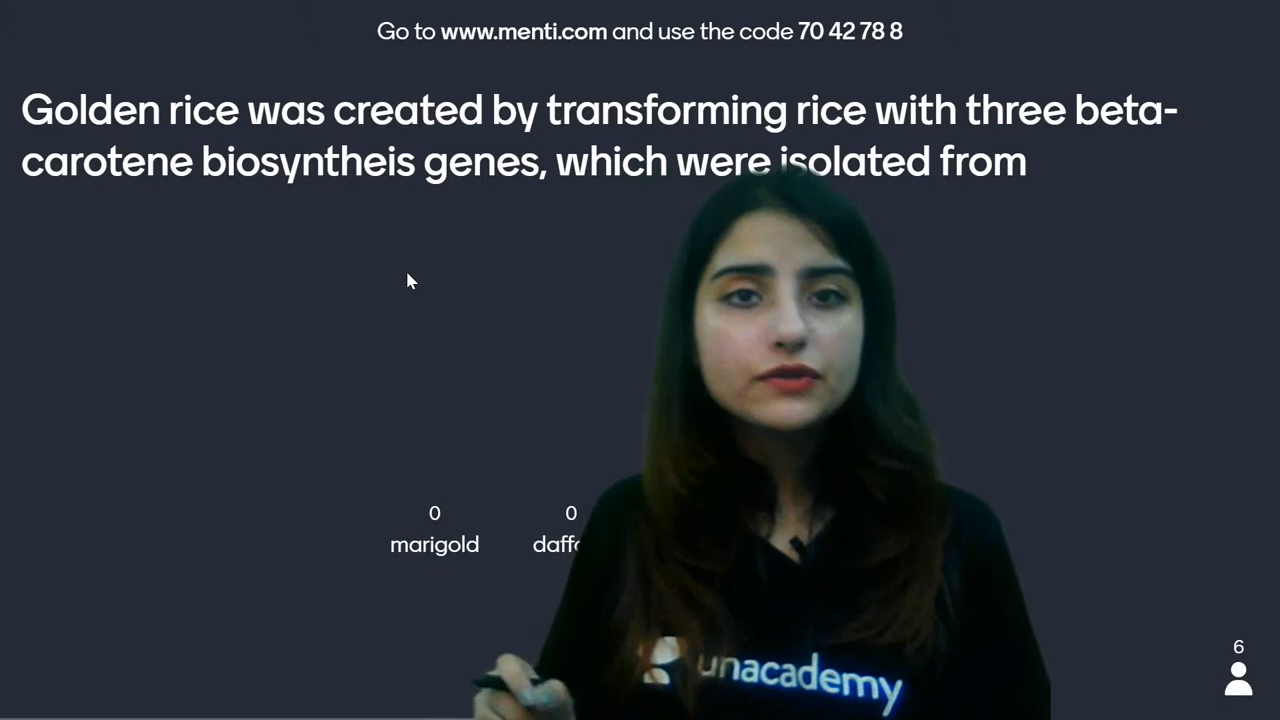 Go to www.menti.com and use the code 70 42 78 8
Golden rice was created by transforming rice with three beta-
carotene biosyntheis genes, which were isolated from
0 0
marigold
unacademy
6